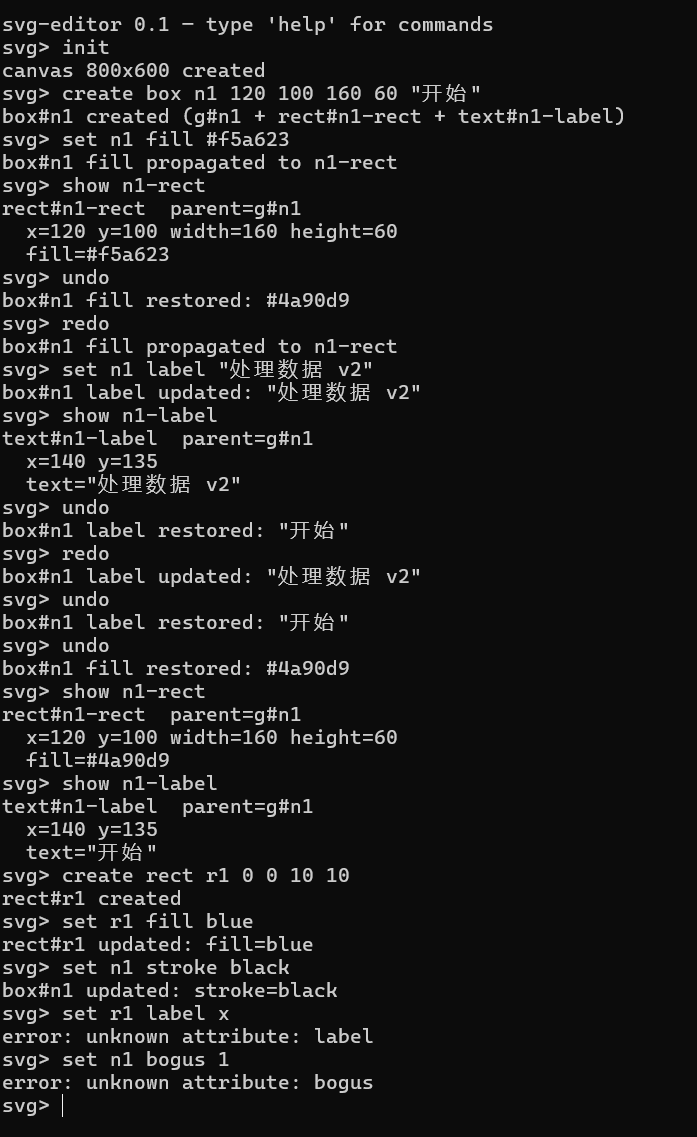 svg-editor 0.1 — type 'help' for commands
svg> init
canvas 800x600 created
svg> create box n1 120 100 160 60 "开始"
box#n1 created (g#n1 + rect#n1-rect + text#n1-label)
svg> set n1 fill #f5a623
box#n1 fill propagated to n1-rect
svg> show n1-rect
rect#n1-rect  parent=g#n1
  x=120 y=100 width=160 height=60
  fill=#f5a623
svg> undo
box#n1 fill restored: #4a90d9
svg> redo
box#n1 fill propagated to n1-rect
svg> set n1 label "处理数据 v2"
box#n1 label updated: "处理数据 v2"
svg> show n1-label
text#n1-label  parent=g#n1
  x=140 y=135
  text="处理数据 v2"
svg> undo
box#n1 label restored: "开始"
svg> redo
box#n1 label updated: "处理数据 v2"
svg> undo
box#n1 label restored: "开始"
svg> undo
box#n1 fill restored: #4a90d9
svg> show n1-rect
rect#n1-rect  parent=g#n1
  x=120 y=100 width=160 height=60
  fill=#4a90d9
svg> show n1-label
text#n1-label  parent=g#n1
  x=140 y=135
  text="开始"
svg> create rect r1 0 0 10 10
rect#r1 created
svg> set r1 fill blue
rect#r1 updated: fill=blue
svg> set n1 stroke black
box#n1 updated: stroke=black
svg> set r1 label x
error: unknown attribute: label
svg> set n1 bogus 1
error: unknown attribute: bogus
svg>